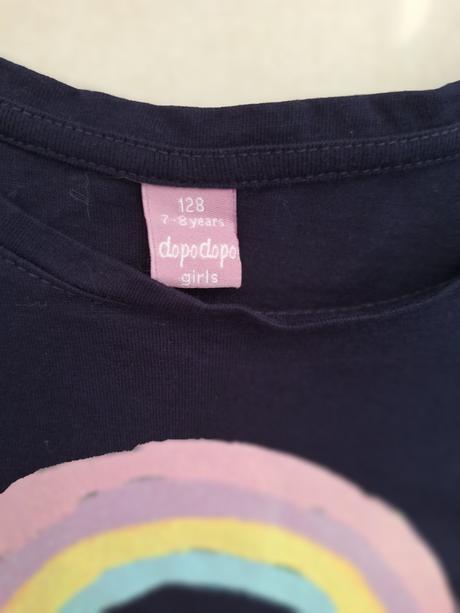 128
7-8 years
dopodopo
girls